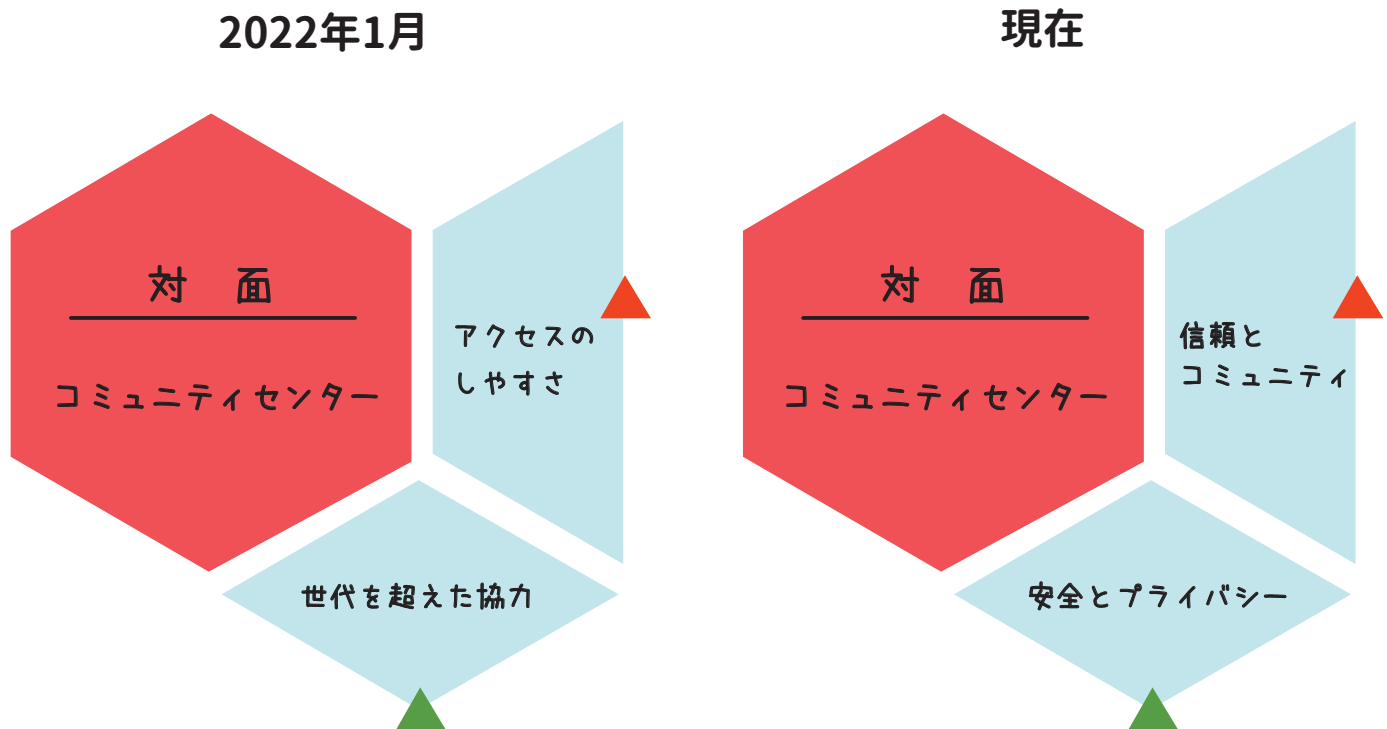 2022年1月
対 面
コミュニティセンター
アクセスの
しやすさ
世代を超えた協力
現在
対 面
コミュニティセンター
信頼と
コミュニティ
安全とプライバシー